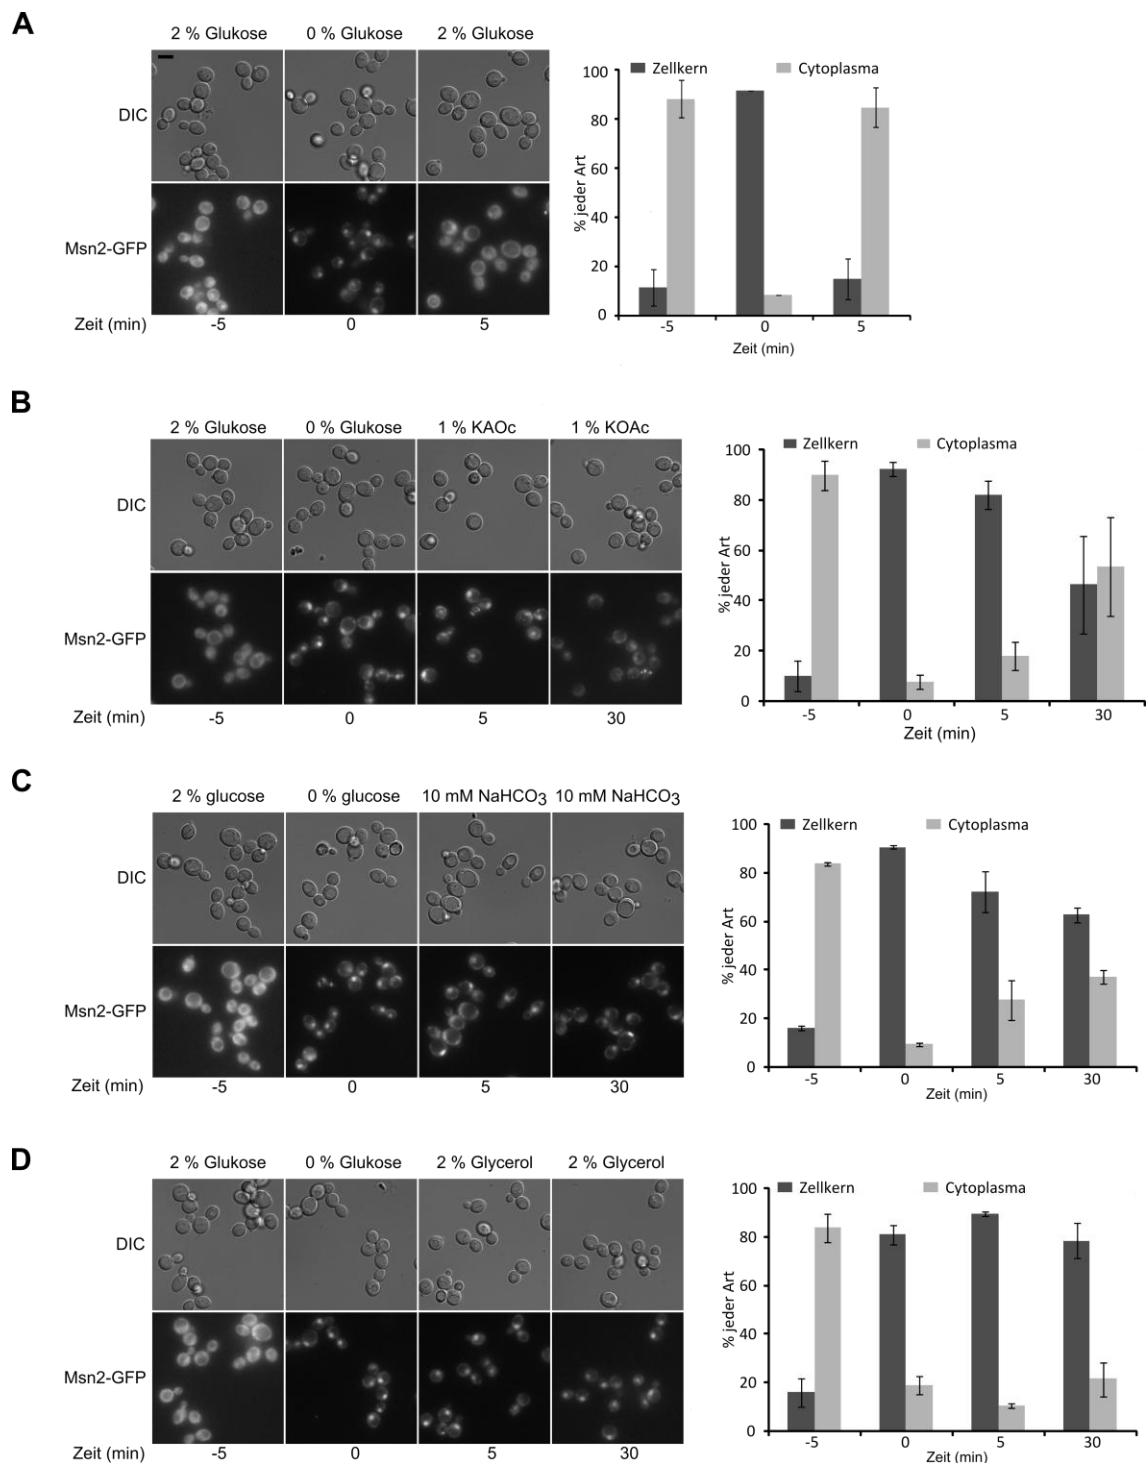 A
2 % Glukose 0 % Glukose 2 % Glukose
DIC
Msn2-GFP
Zeit (min) -5 0 5
Zellkern Cytoplasma
% jeder Art
100
80
60
40
20
0
-5 0 5
Zeit (min)
B
2 % Glukose 0 % Glukose 1 % KAOc 1 % KOAc
DIC
Msn2-GFP
Zeit (min) -5 0 5 30
Zellkern Cytoplasma
% jeder Art
100
80
60
40
20
0
-5 0 5 30
Zeit (min)
C
2 % glucose 0 % glucose 10 mM NaHCO3 10 mM NaHCO3
DIC
Msn2-GFP
Zeit (min) -5 0 5 30
Zellkern Cytoplasma
% jeder Art
100
80
60
40
20
0
-5 0 5 30
Zeit (min)
D
2 % Glukose 0 % Glukose 2 % Glycerol 2 % Glycerol
DIC
Msn2-GFP
Zeit (min) -5 0 5 30
Zellkern Cytoplasma
% jeder Art
100
80
60
40
20
0
-5 0 5 30
Zeit (min)